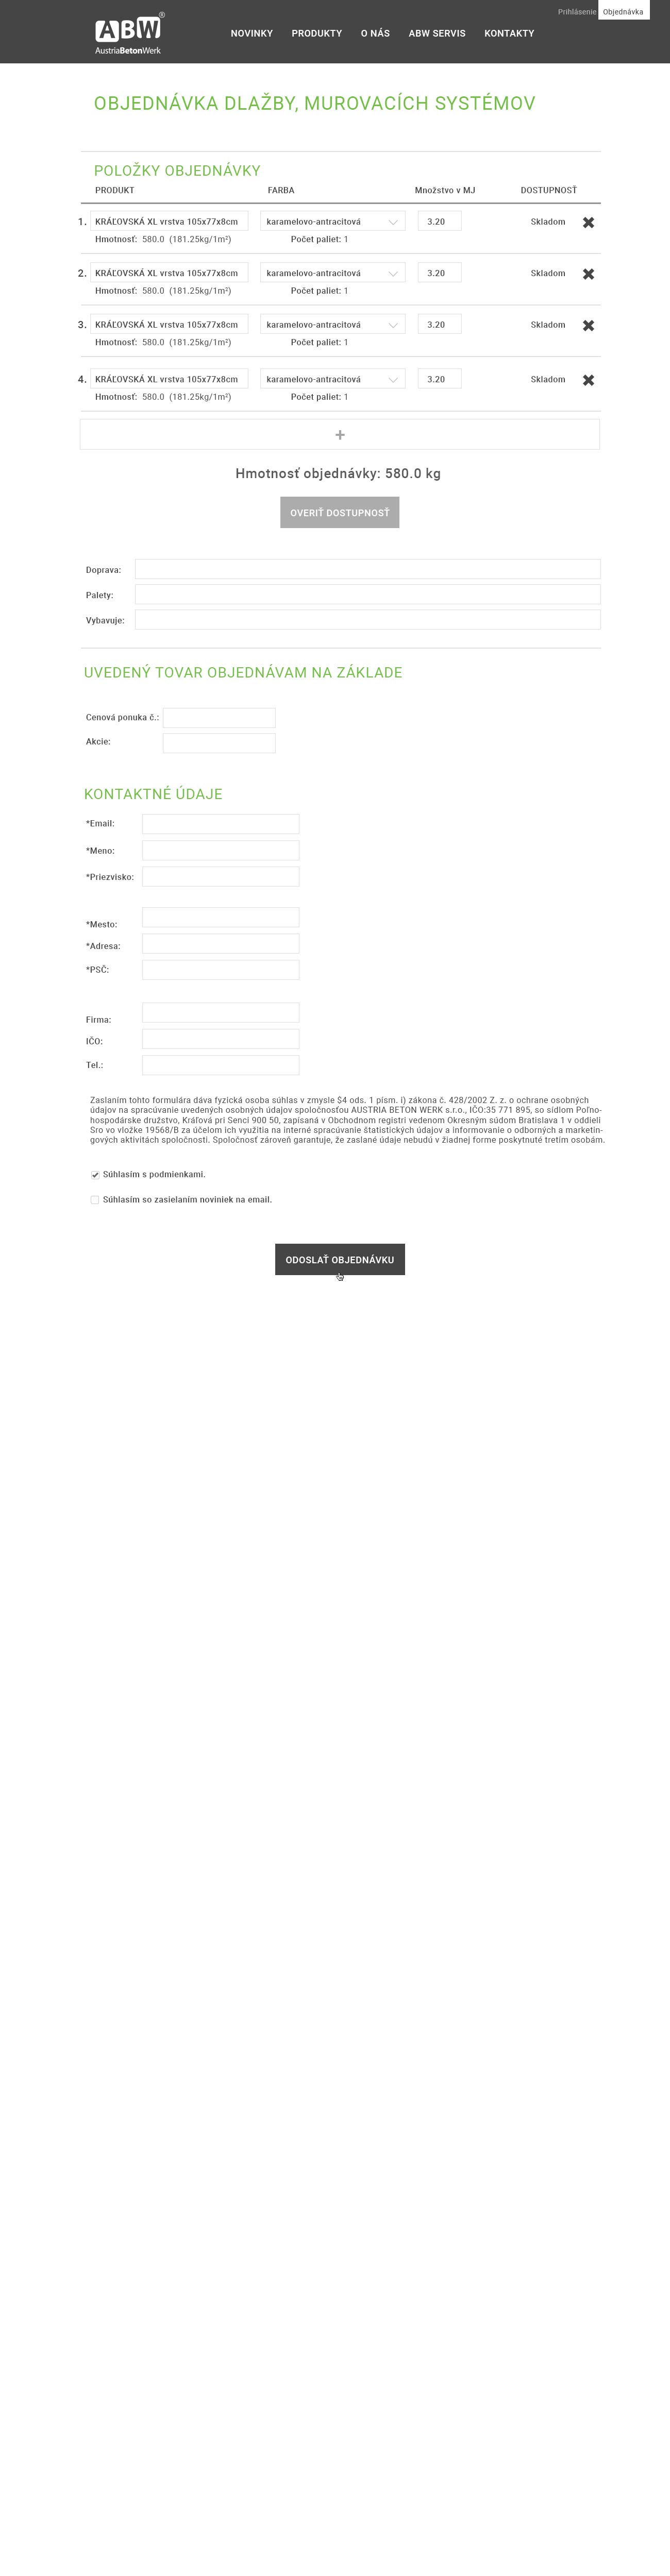 Prihlásenie Objednávka
ABW®
AustriaBetonWerk
NOVINKY PRODUKTY O NÁS ABW SERVIS KONTAKTY
OBJEDNÁVKA DLAŽBY, MUROVACÍCH SYSTÉMOV
POLOŽKY OBJEDNÁVKY
PRODUKT FARBA Množstvo v MJ DOSTUPNOSŤ
1. KRÁĽOVSKÁ XL vrstva 105x77x8cm karamelovo-antracitová 3.20 Skladom
Hmotnosť: 580.0 (181.25kg/1m²) Počet paliet: 1
2. KRÁĽOVSKÁ XL vrstva 105x77x8cm karamelovo-antracitová 3.20 Skladom
Hmotnosť: 580.0 (181.25kg/1m²) Počet paliet: 1
3. KRÁĽOVSKÁ XL vrstva 105x77x8cm karamelovo-antracitová 3.20 Skladom
Hmotnosť: 580.0 (181.25kg/1m²) Počet paliet: 1
4. KRÁĽOVSKÁ XL vrstva 105x77x8cm karamelovo-antracitová 3.20 Skladom
Hmotnosť: 580.0 (181.25kg/1m²) Počet paliet: 1
+
Hmotnosť objednávky: 580.0 kg
OVERIŤ DOSTUPNOSŤ
Doprava:
Palety:
Vybavuje:
UVEDENÝ TOVAR OBJEDNÁVAM NA ZÁKLADE
Cenová ponuka č.:
Akcie:
KONTAKTNÉ ÚDAJE
*Email:
*Meno:
*Priezvisko:
*Mesto:
*Adresa:
*PSČ:
Firma:
IČO:
Tel.:
Zaslaním tohto formulára dáva fyzická osoba súhlas v zmysle $4 ods. 1 písm. i) zákona č. 428/2002 Z. z. o ochrane osobných
údajov na spracúvanie uvedených osobných údajov spoločnosťou AUSTRIA BETON WERK s.r.o., IČO:35 771 895, so sídlom Poľno-
hospodárske družstvo, Kráľová pri Senci 900 50, zapísaná v Obchodnom registri vedenom Okresným súdom Bratislava 1 v oddieli
Sro vo vložke 19568/B za účelom ich využitia na interné spracúvanie štatistických údajov a informovanie o odborných a marketin-
gových aktivitách spoločnosti. Spoločnosť zároveň garantuje, že zaslané údaje nebudú v žiadnej forme poskytnuté tretím osobám.
Súhlasím s podmienkami.
Súhlasím so zasielaním noviniek na email.
ODOSLAŤ OBJEDNÁVKU